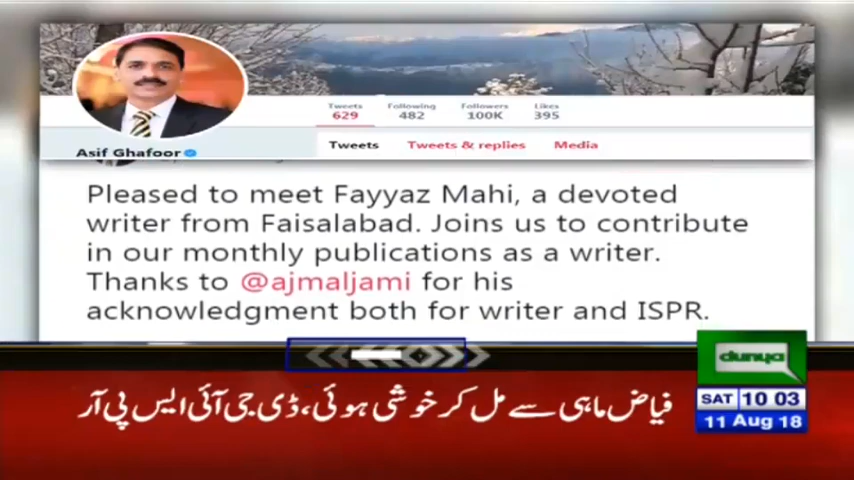 Tweets Following Followers Likes
629 482 100K 395
Asif Ghafoor
Tweets Tweets & replies Media
Pleased to meet Fayyaz Mahi, a devoted
writer from Faisalabad. Joins us to contribute
in our monthly publications as a writer.
Thanks to @ajmaljami for his
acknowledgment both for writer and ISPR.
dunya
SAT 10 03
11 Aug 18
فیاض ماہی سے مل کر خوشی ہوئی، ڈی جی آئی ایس پی آر